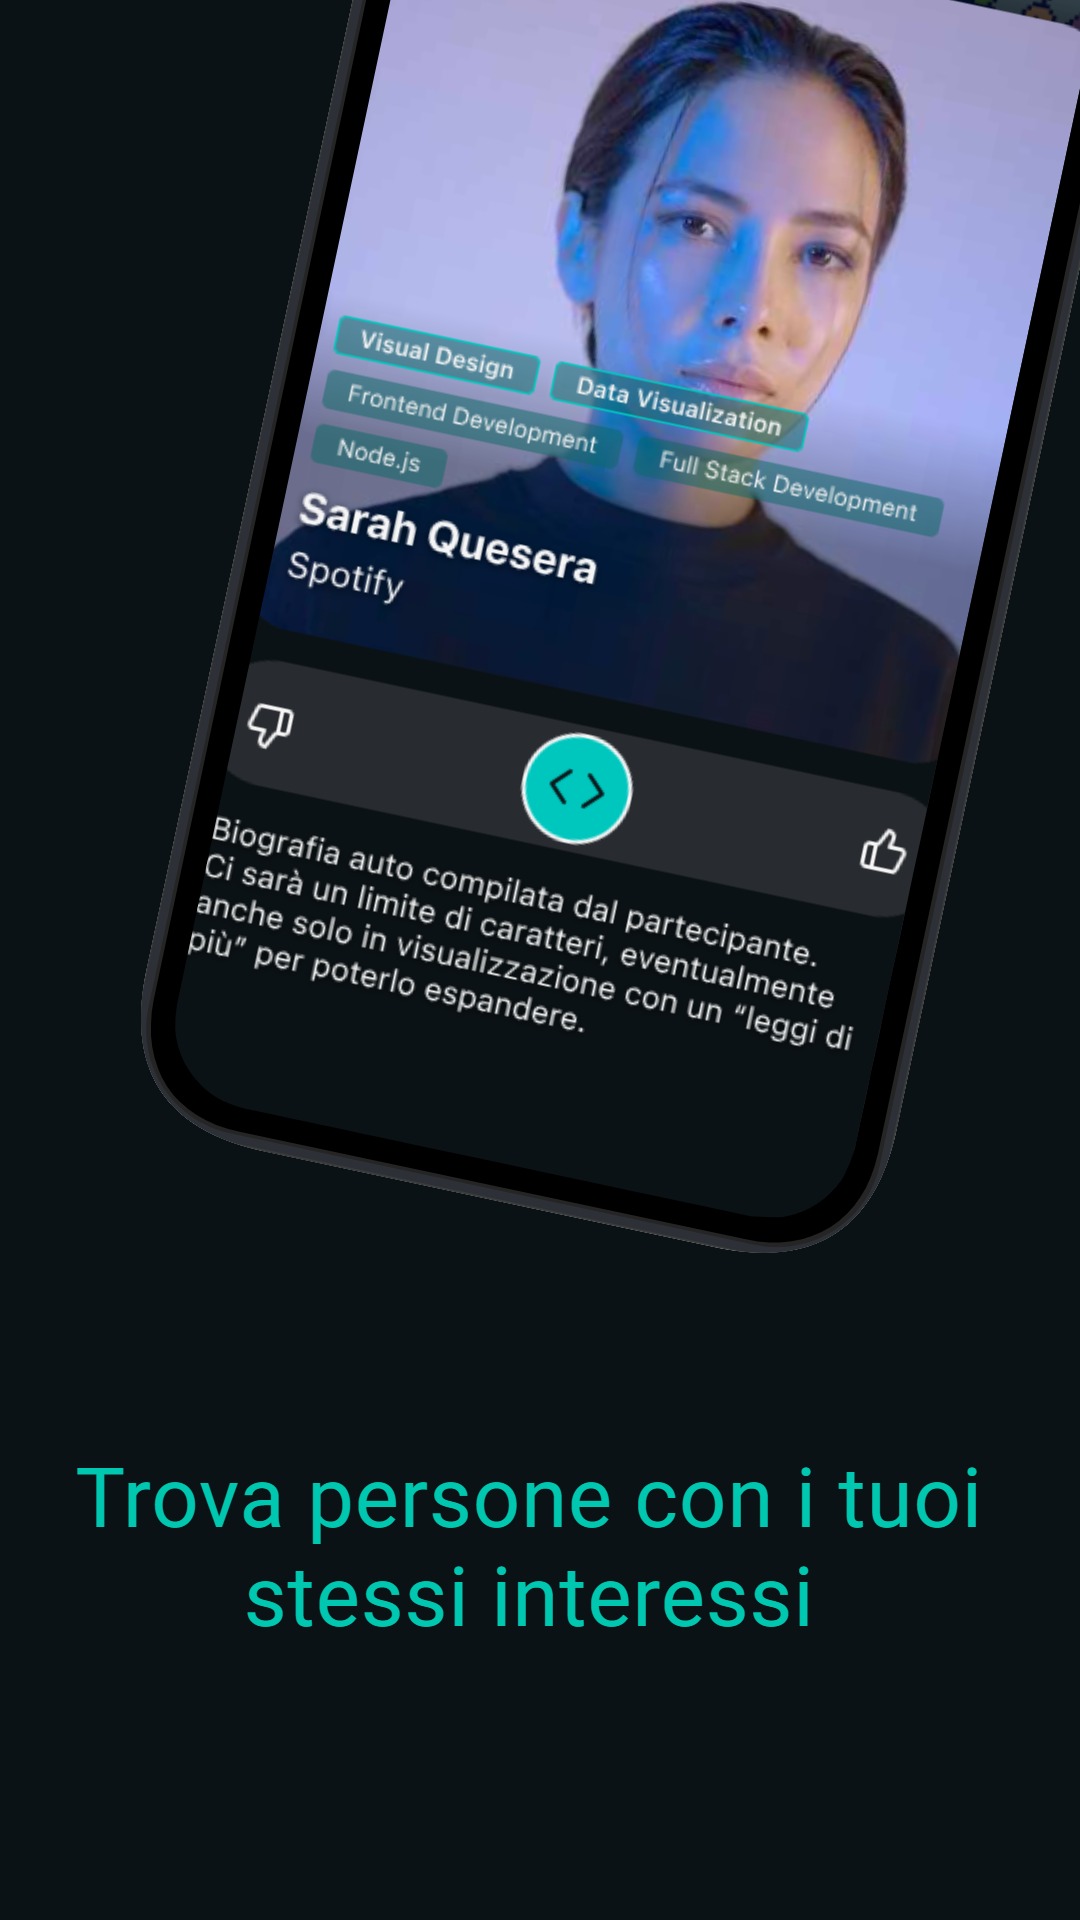 Visual Design
Data Visualization
Frontend Development
Full Stack Development
Node.js
Sarah Quesera
Spotify
Biografia auto compilata dal partecipante.
Ci sarà un limite di caratteri, eventualmente
anche solo in visualizzazione con un “leggi di
più” per poterlo espandere.
Trova persone con i tuoi
stessi interessi